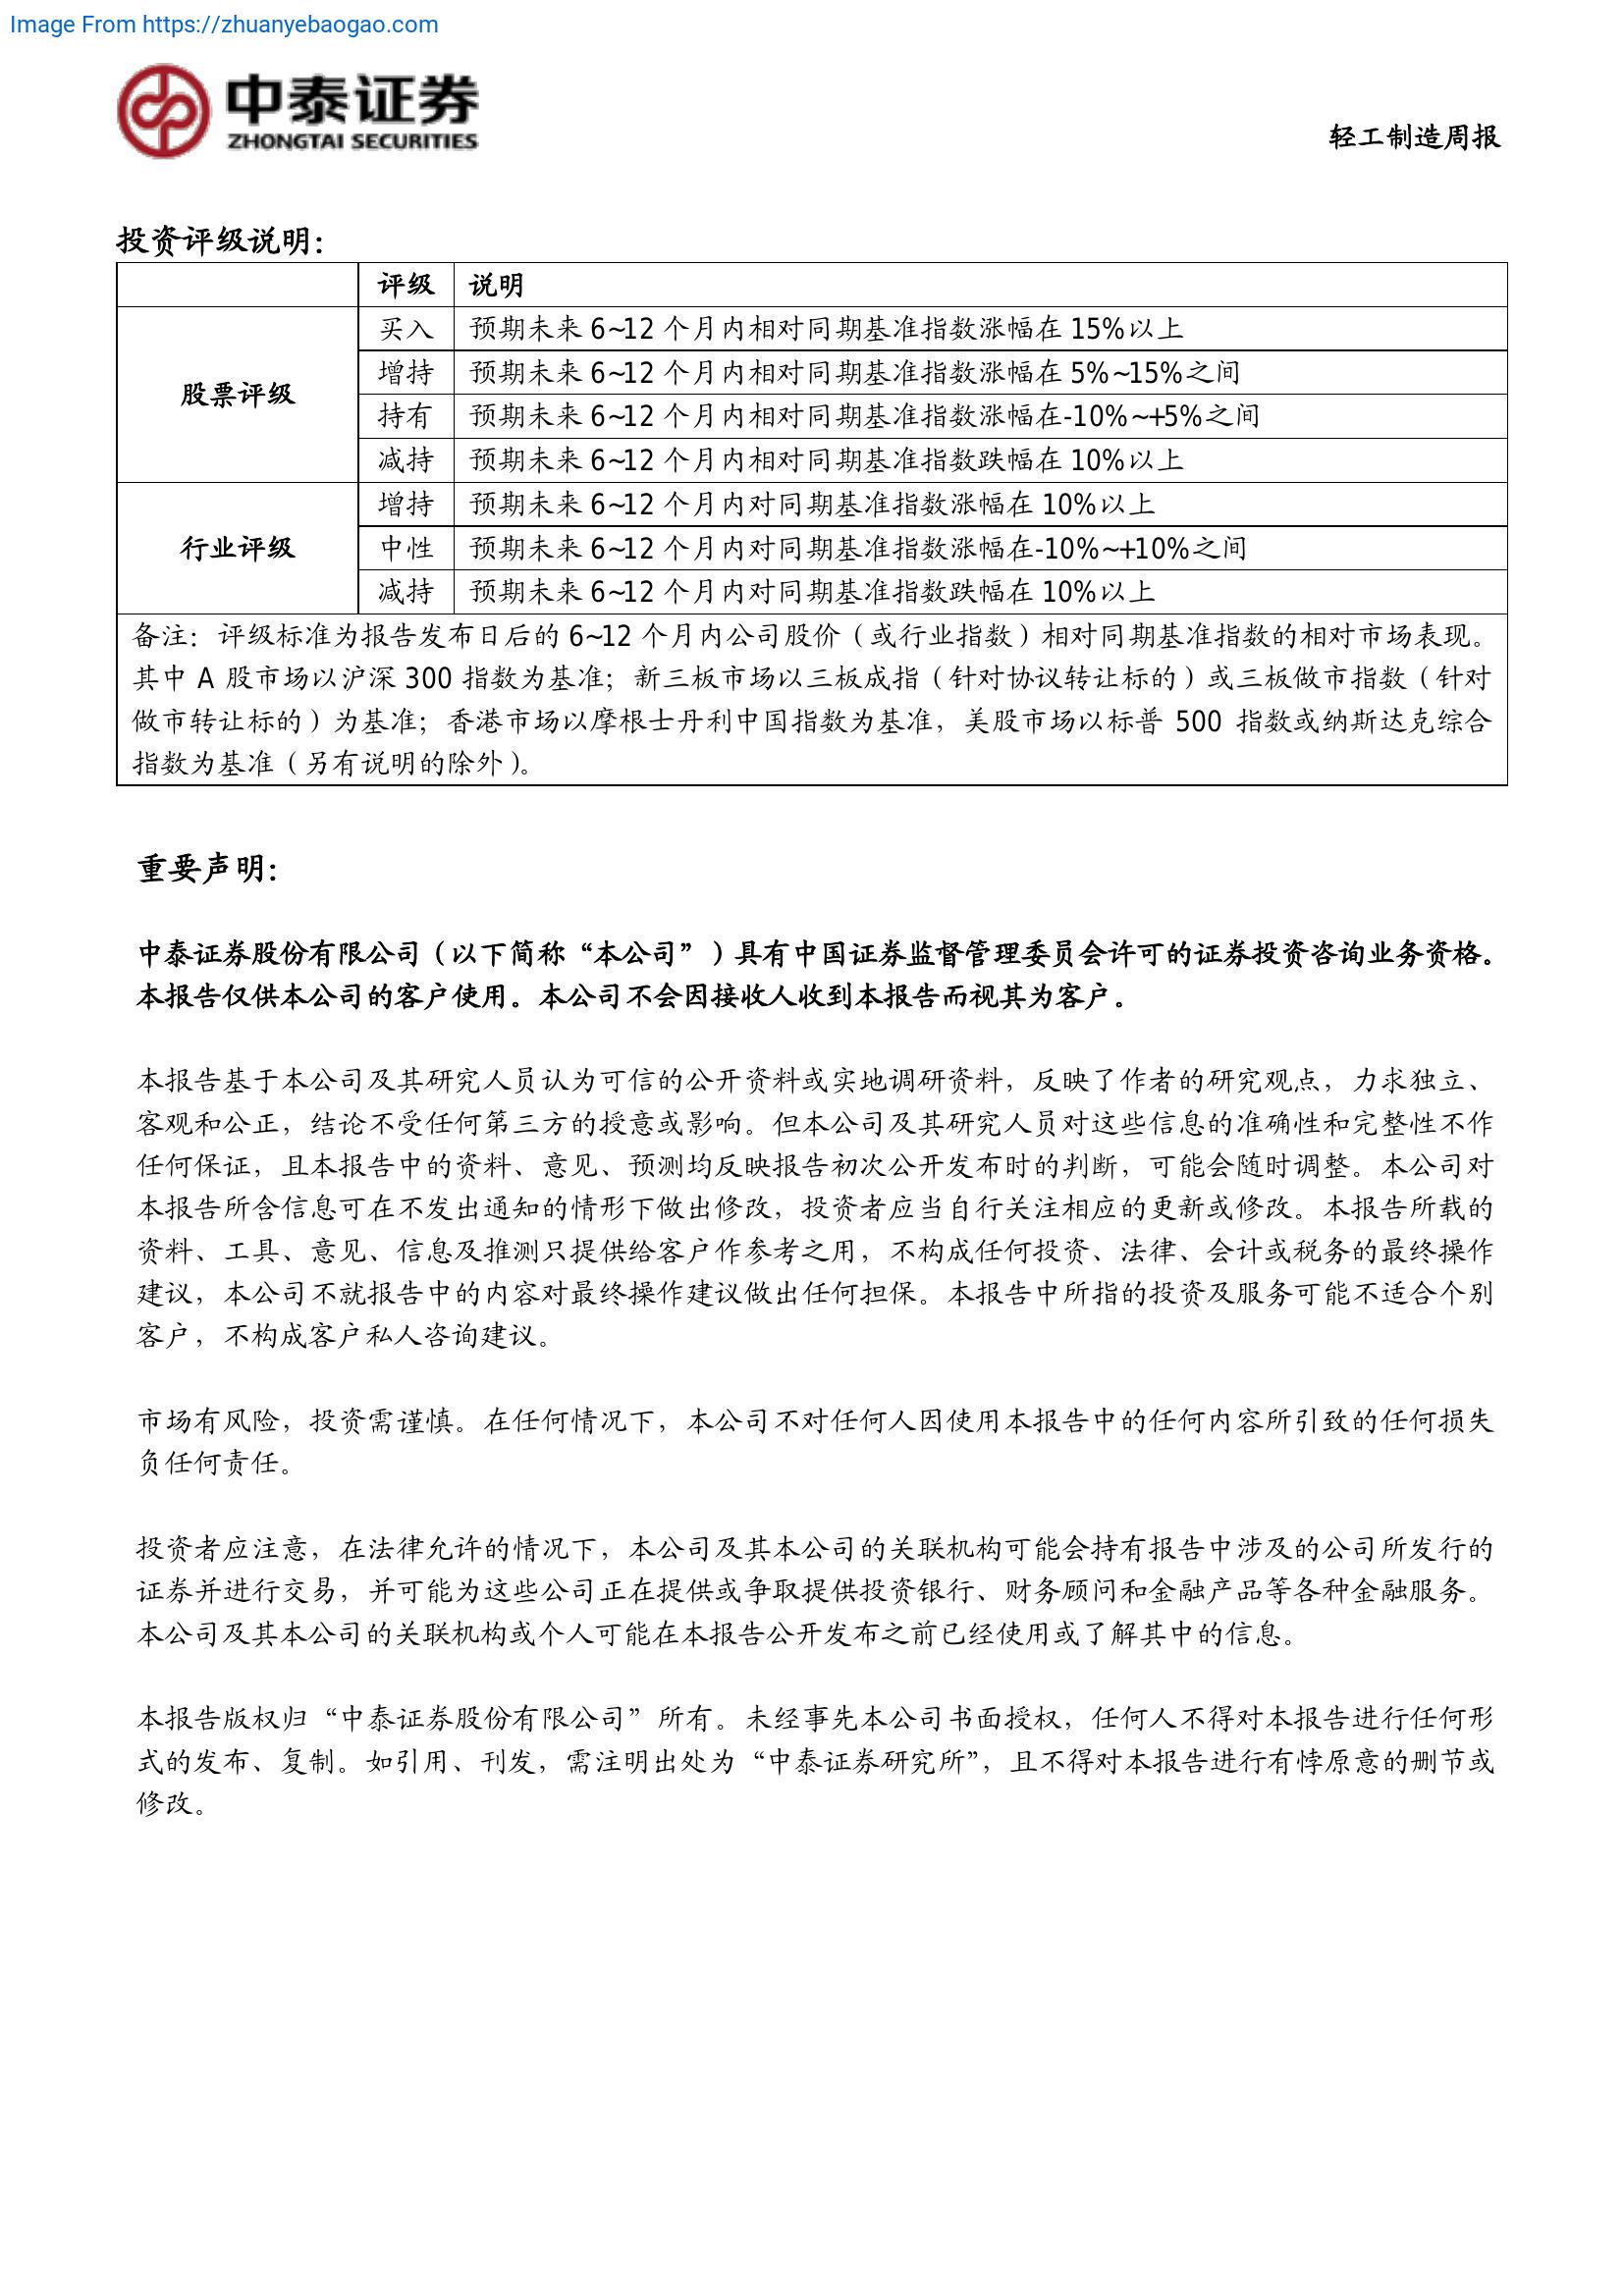 Image From https://zhuanyebaogao.com
中泰证券
ZHONGTAI SECURITIES
轻工制造周报
投资评级说明：
评级 说明
股票评级
买入 预期未来 6~12 个月内相对同期基准指数涨幅在 15%以上
增持 预期未来 6~12 个月内相对同期基准指数涨幅在 5%~15%之间
持有 预期未来 6~12 个月内相对同期基准指数涨幅在-10%~+5%之间
减持 预期未来 6~12 个月内相对同期基准指数跌幅在 10%以上
行业评级
增持 预期未来 6~12 个月内对同期基准指数涨幅在 10%以上
中性 预期未来 6~12 个月内对同期基准指数涨幅在-10%~+10%之间
减持 预期未来 6~12 个月内对同期基准指数跌幅在 10%以上
备注：评级标准为报告发布日后的 6~12 个月内公司股价（或行业指数）相对同期基准指数的相对市场表现。
其中 A 股市场以沪深 300 指数为基准；新三板市场以三板成指（针对协议转让标的）或三板做市指数（针对
做市转让标的）为基准；香港市场以摩根士丹利中国指数为基准，美股市场以标普 500 指数或纳斯达克综合
指数为基准（另有说明的除外）。
重要声明：
中泰证券股份有限公司（以下简称“本公司”）具有中国证券监督管理委员会许可的证券投资咨询业务资格。
本报告仅供本公司的客户使用。本公司不会因接收人收到本报告而视其为客户。
本报告基于本公司及其研究人员认为可信的公开资料或实地调研资料，反映了作者的研究观点，力求独立、
客观和公正，结论不受任何第三方的授意或影响。但本公司及其研究人员对这些信息的准确性和完整性不作
任何保证，且本报告中的资料、意见、预测均反映报告初次公开发布时的判断，可能会随时调整。本公司对
本报告所含信息可在不发出通知的情形下做出修改，投资者应当自行关注相应的更新或修改。本报告所载的
资料、工具、意见、信息及推测只提供给客户作参考之用，不构成任何投资、法律、会计或税务的最终操作
建议，本公司不就报告中的内容对最终操作建议做出任何担保。本报告中所指的投资及服务可能不适合个别
客户，不构成客户私人咨询建议。
市场有风险，投资需谨慎。在任何情况下，本公司不对任何人因使用本报告中的任何内容所引致的任何损失
负任何责任。
投资者应注意，在法律允许的情况下，本公司及其本公司的关联机构可能会持有报告中涉及的公司所发行的
证券并进行交易，并可能为这些公司正在提供或争取提供投资银行、财务顾问和金融产品等各种金融服务。
本公司及其本公司的关联机构或个人可能在本报告公开发布之前已经使用或了解其中的信息。
本报告版权归“中泰证券股份有限公司”所有。未经事先本公司书面授权，任何人不得对本报告进行任何形
式的发布、复制。如引用、刊发，需注明出处为“中泰证券研究所”，且不得对本报告进行有悖原意的删节或
修改。